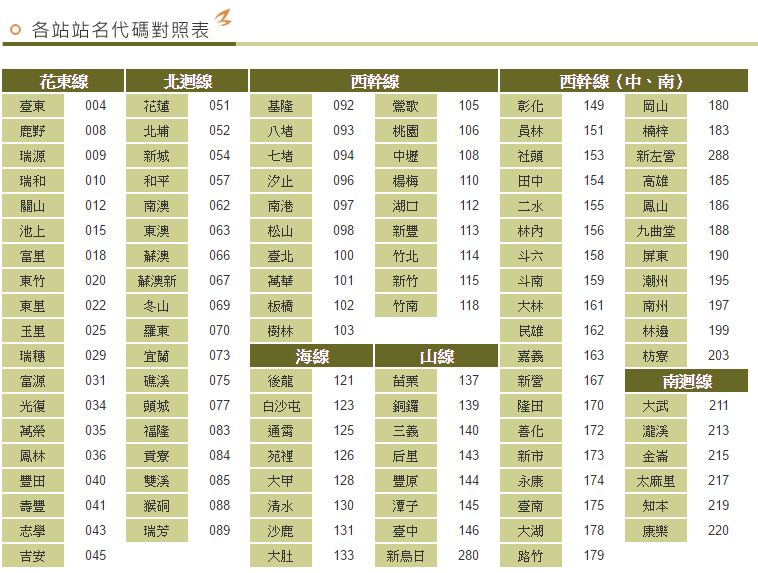 各站站名代碼對照表
花東線 北迴線 西幹線 西幹線（中、南）
臺東 004 花蓮 051 基隆 092 鶯歌 105 彰化 149 岡山 180
鹿野 008 北埔 052 八堵 093 桃園 106 員林 151 楠梓 183
瑞源 009 新城 054 七堵 094 中壢 108 社頭 153 新左營 288
瑞和 010 和平 057 汐止 096 楊梅 110 田中 154 高雄 185
關山 012 南澳 062 南港 097 湖口 112 二水 155 鳳山 186
池上 015 東澳 063 松山 098 新豐 113 林內 156 九曲堂 188
富里 018 蘇澳 066 臺北 100 竹北 114 斗六 158 屏東 190
東竹 020 蘇澳新 067 萬華 101 新竹 115 斗南 159 潮州 195
東里 022 冬山 069 板橋 102 竹南 118 大林 161 南州 197
玉里 025 羅東 070 樹林 103 民雄 162 林邊 199
瑞穗 029 宜蘭 073 海線 山線 嘉義 163 枋寮 203
富源 031 礁溪 075 後龍 121 苗栗 137 新營 167 南迴線
光復 034 頭城 077 白沙屯 123 銅鑼 139 隆田 170 大武 211
萬榮 035 福隆 083 通霄 125 三義 140 善化 172 瀧溪 213
鳳林 036 貢寮 084 苑裡 126 后里 143 新市 173 金崙 215
豐田 040 雙溪 085 大甲 128 豐原 144 永康 174 太麻里 217
壽豐 041 猴硐 088 清水 130 潭子 145 臺南 175 知本 219
志學 043 瑞芳 089 沙鹿 131 臺中 146 大湖 178 康樂 220
吉安 045 大肚 133 新烏日 280 路竹 179